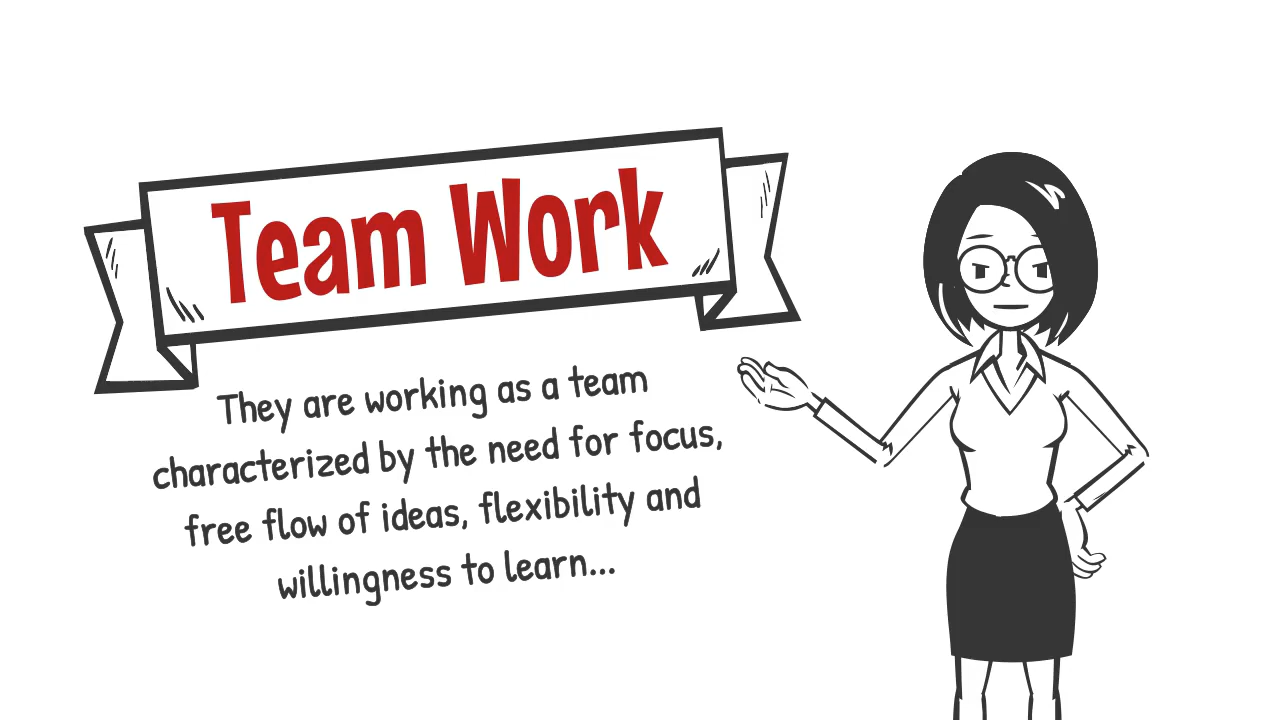 Team Work
They are working as a team
characterized by the need for focus,
free flow of ideas, flexibility and
willingness to learn...